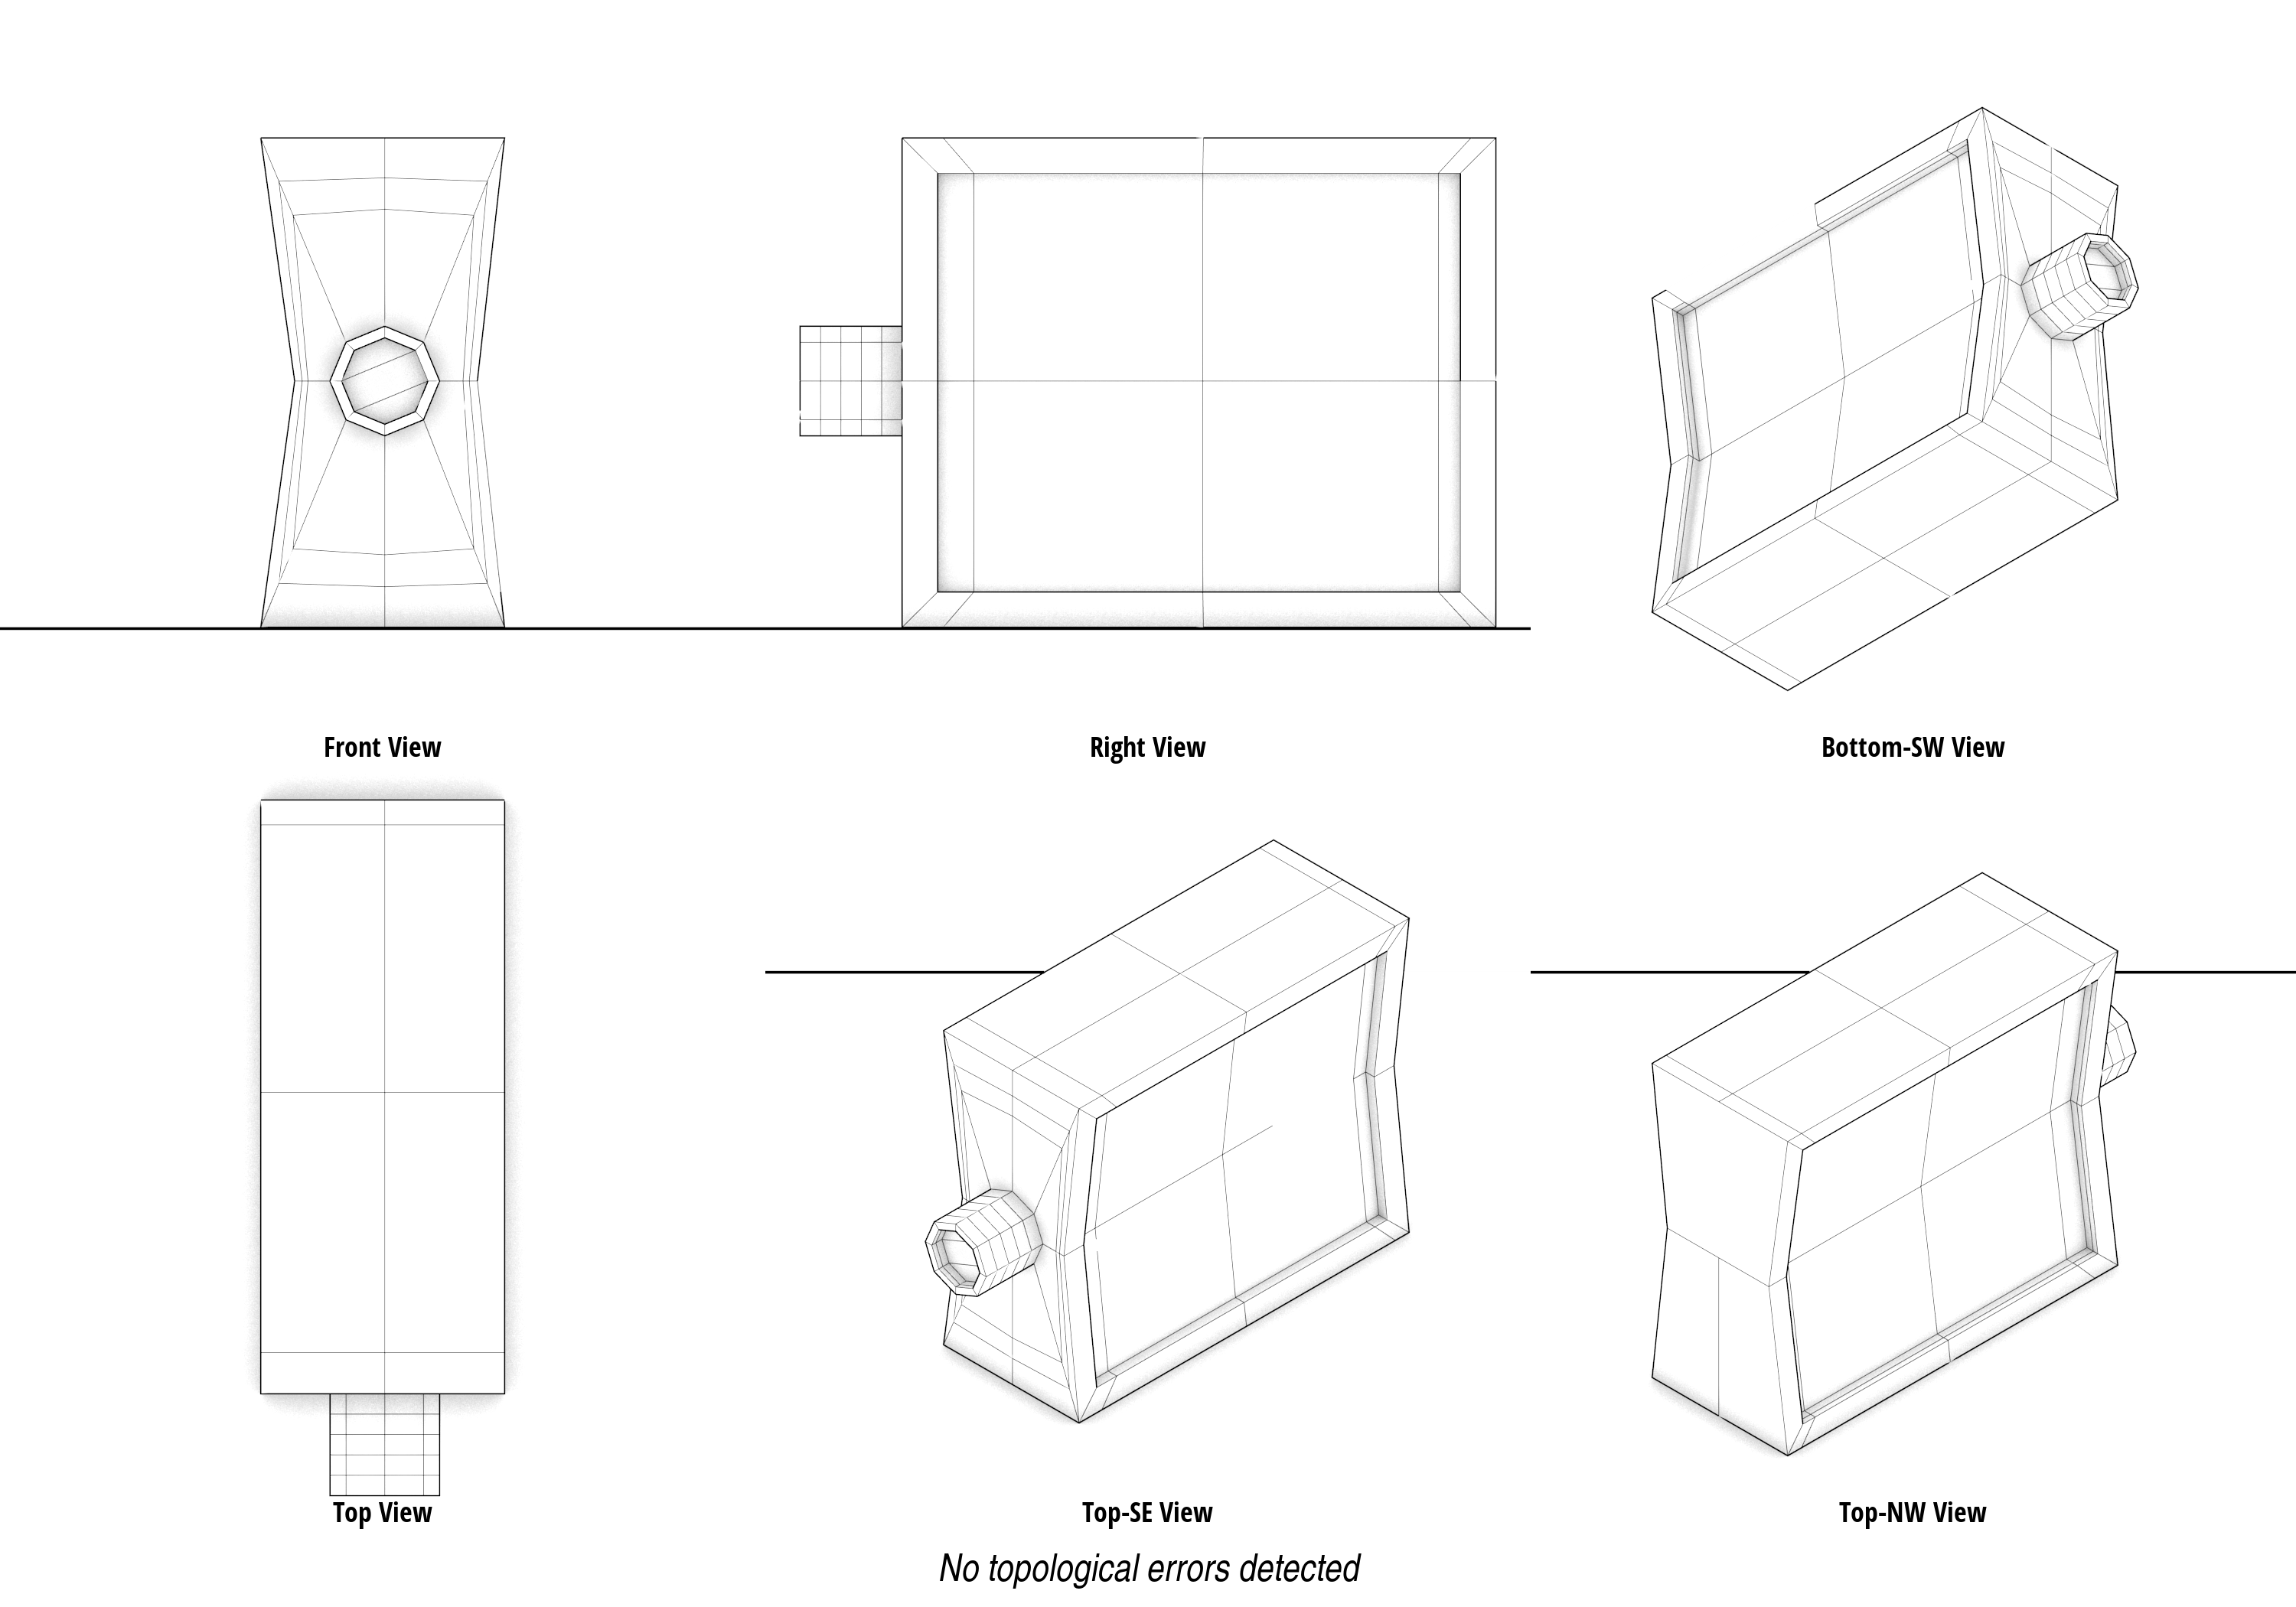 Front View
Right View
Bottom-SW View
Top View
Top-SE View
Top-NW View
No topological errors detected